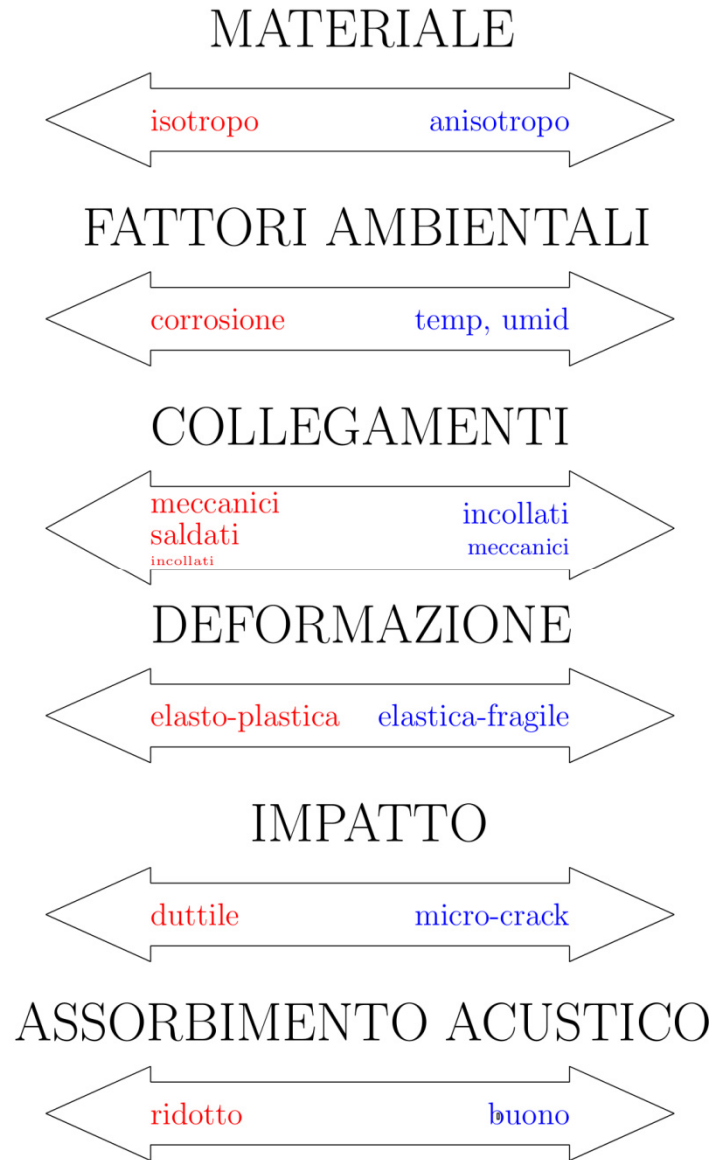 MATERIALE
isotropo anisotropo
FATTORI AMBIENTALI
corrosione temp, umid
COLLEGAMENTI
meccanici
saldati
incollati
incollati
meccanici
DEFORMAZIONE
elasto-plastica elastica-fragile
IMPATTO
duttile micro-crack
ASSORBIMENTO ACUSTICO
ridotto buono